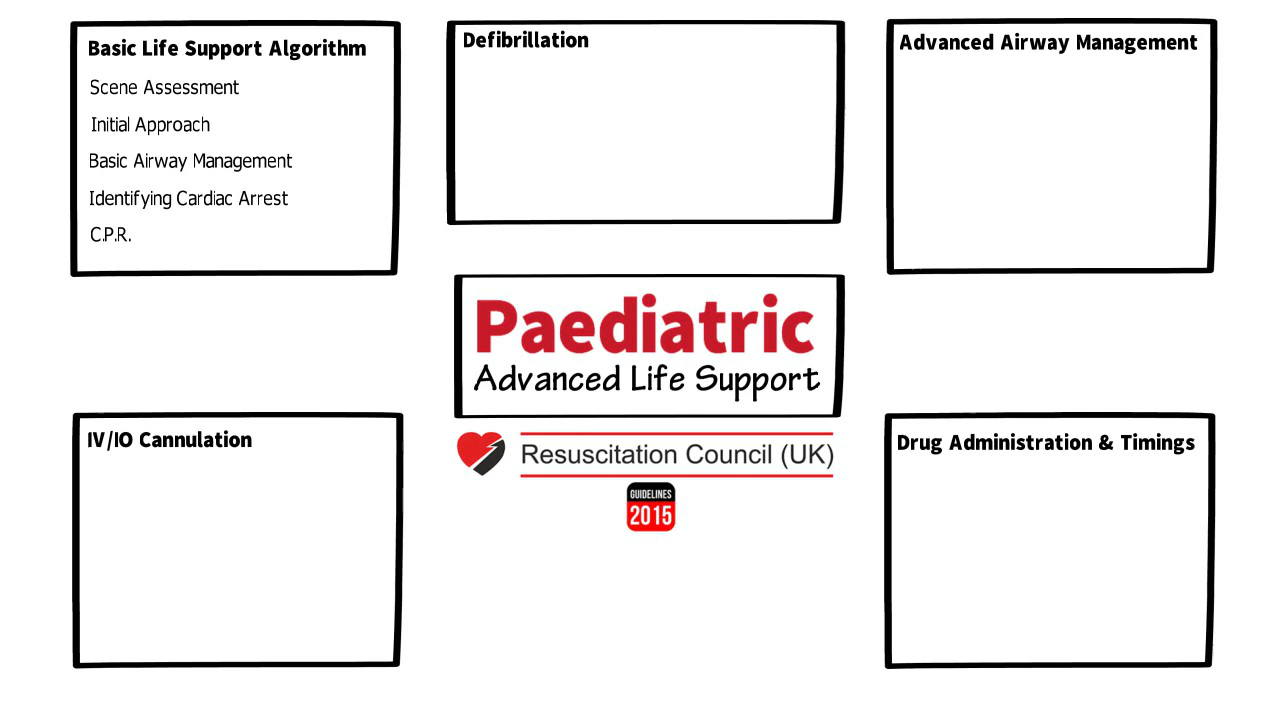 Basic Life Support Algorithm
Scene Assessment
Initial Approach
Basic Airway Management
Identifying Cardiac Arrest
C.P.R.
Defibrillation
Advanced Airway Management
Paediatric
Advanced Life Support
Resuscitation Council (UK)
GUIDELINES
2015
IV/IO Cannulation
Drug Administration & Timings